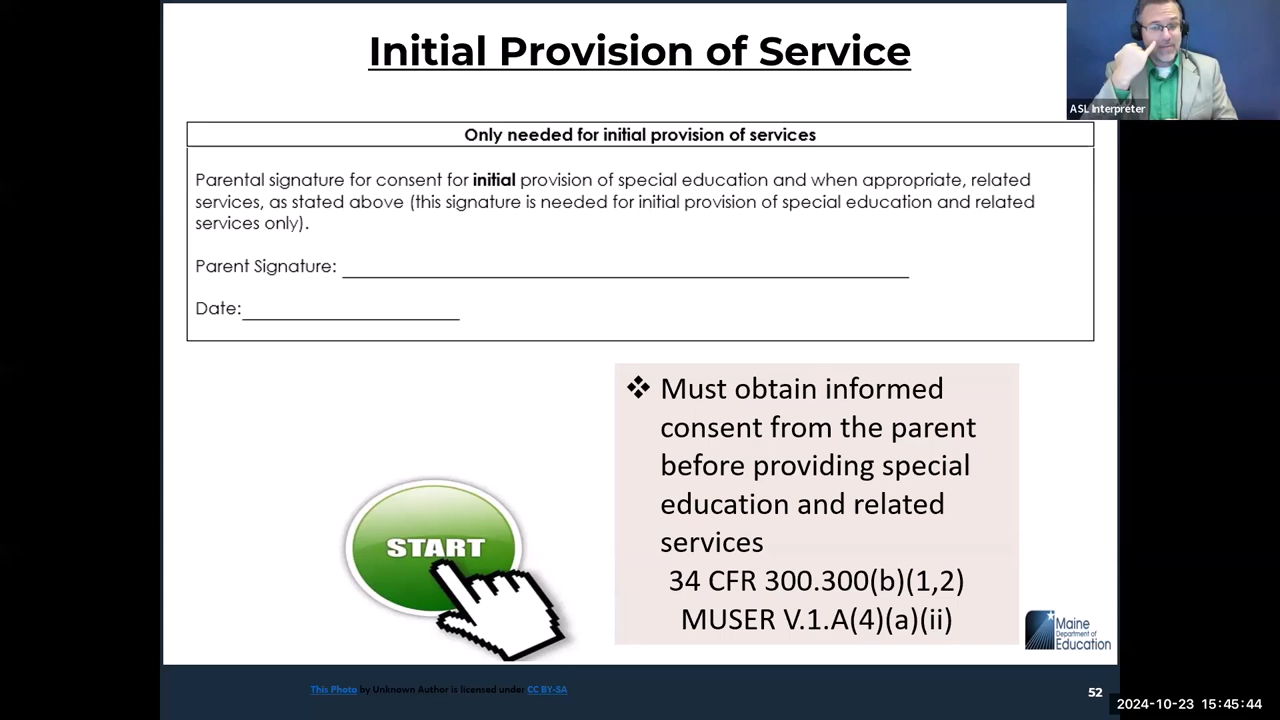 Initial Provision of Service
ASL Interpreter
Only needed for initial provision of services
Parental signature for consent for initial provision of special education and when appropriate, related
services, as stated above (this signature is needed for initial provision of special education and related
services only).
Parent Signature:
Date:
❖ Must obtain informed
consent from the parent
before providing special
education and related
services
34 CFR 300.300(b)(1,2)
MUSER V.1.A(4)(a)(ii)
START
Maine
Department of
Education
This Photo by Unknown Author is licensed under CC BY-SA
52
2024-10-23 15:45:44